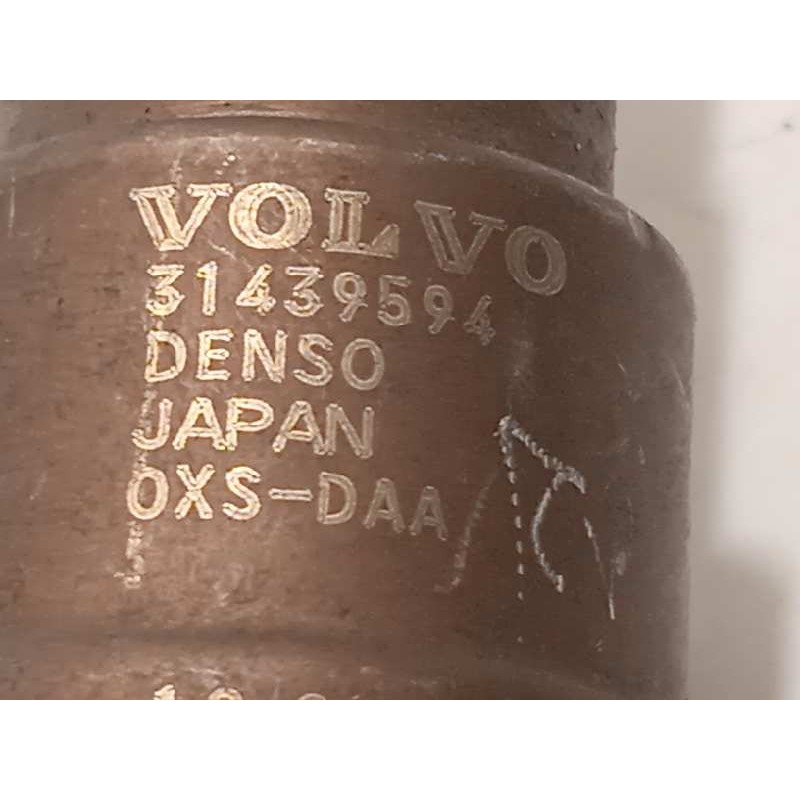 VOLVO
31439594
DENSO
JAPAN
OXS-DAA